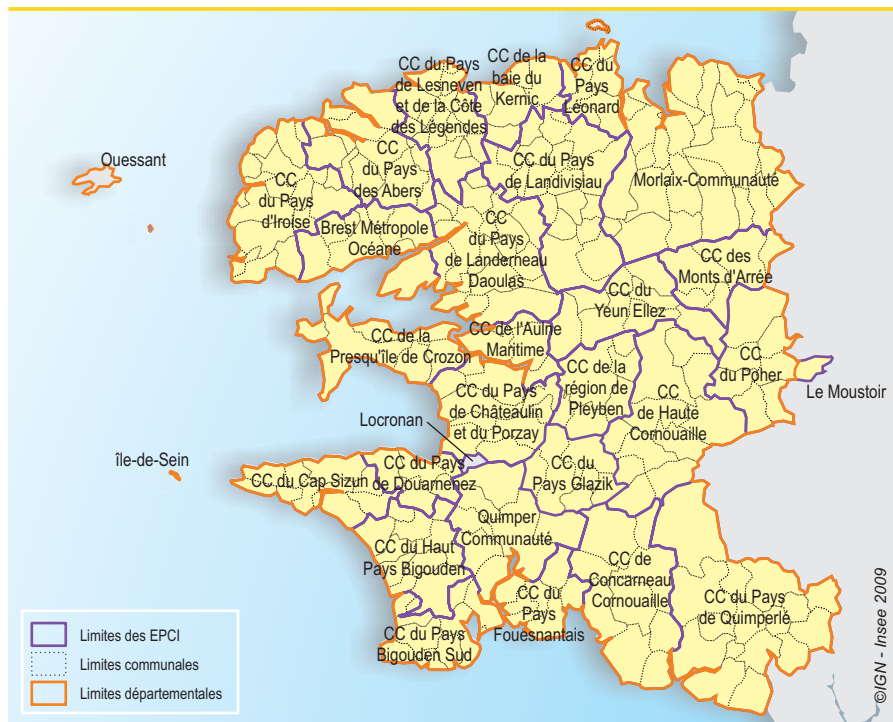 CC du Pays
de Lesneven
et de la Côte
des Légendes
CC de la
baie du
Kernic
CC du
Pays
Léonard
Ouessant
CC
du Pays
d'Iroise
CC
du Pays
des Abers
CC du Pays
de Landivisiau
Morlaix-Communauté
Brest Métropole
Océane
CC
du Pays
de Landerneau
Daoulas
CC des
Monts d'Arrée
CC du
Yeun Ellez
CC de la
Presqu'île de Crozon
CC de l'Aulne
Maritime
CC de la
région de
Pleyben
CC
de Haute
Cornouaille
CC
du Poher
Le Moustoir
CC du Pays
de Châteaulin
et du Porzay
Locronan
île-de-Sein
CC du Cap Sizun
CC du Pays
de Douarnenez
CC du
Pays Glazik
Quimper
Communauté
CC du Haut
Pays Bigouden
CC de
Concarneau
Cornouaille
CC du Pays
de Quimperlé
CC du
Pays
Fouesnantais
CC du Pays
Bigouden Sud
Limites des EPCI
Limites communales
Limites départementales
©IGN - Insee 2009